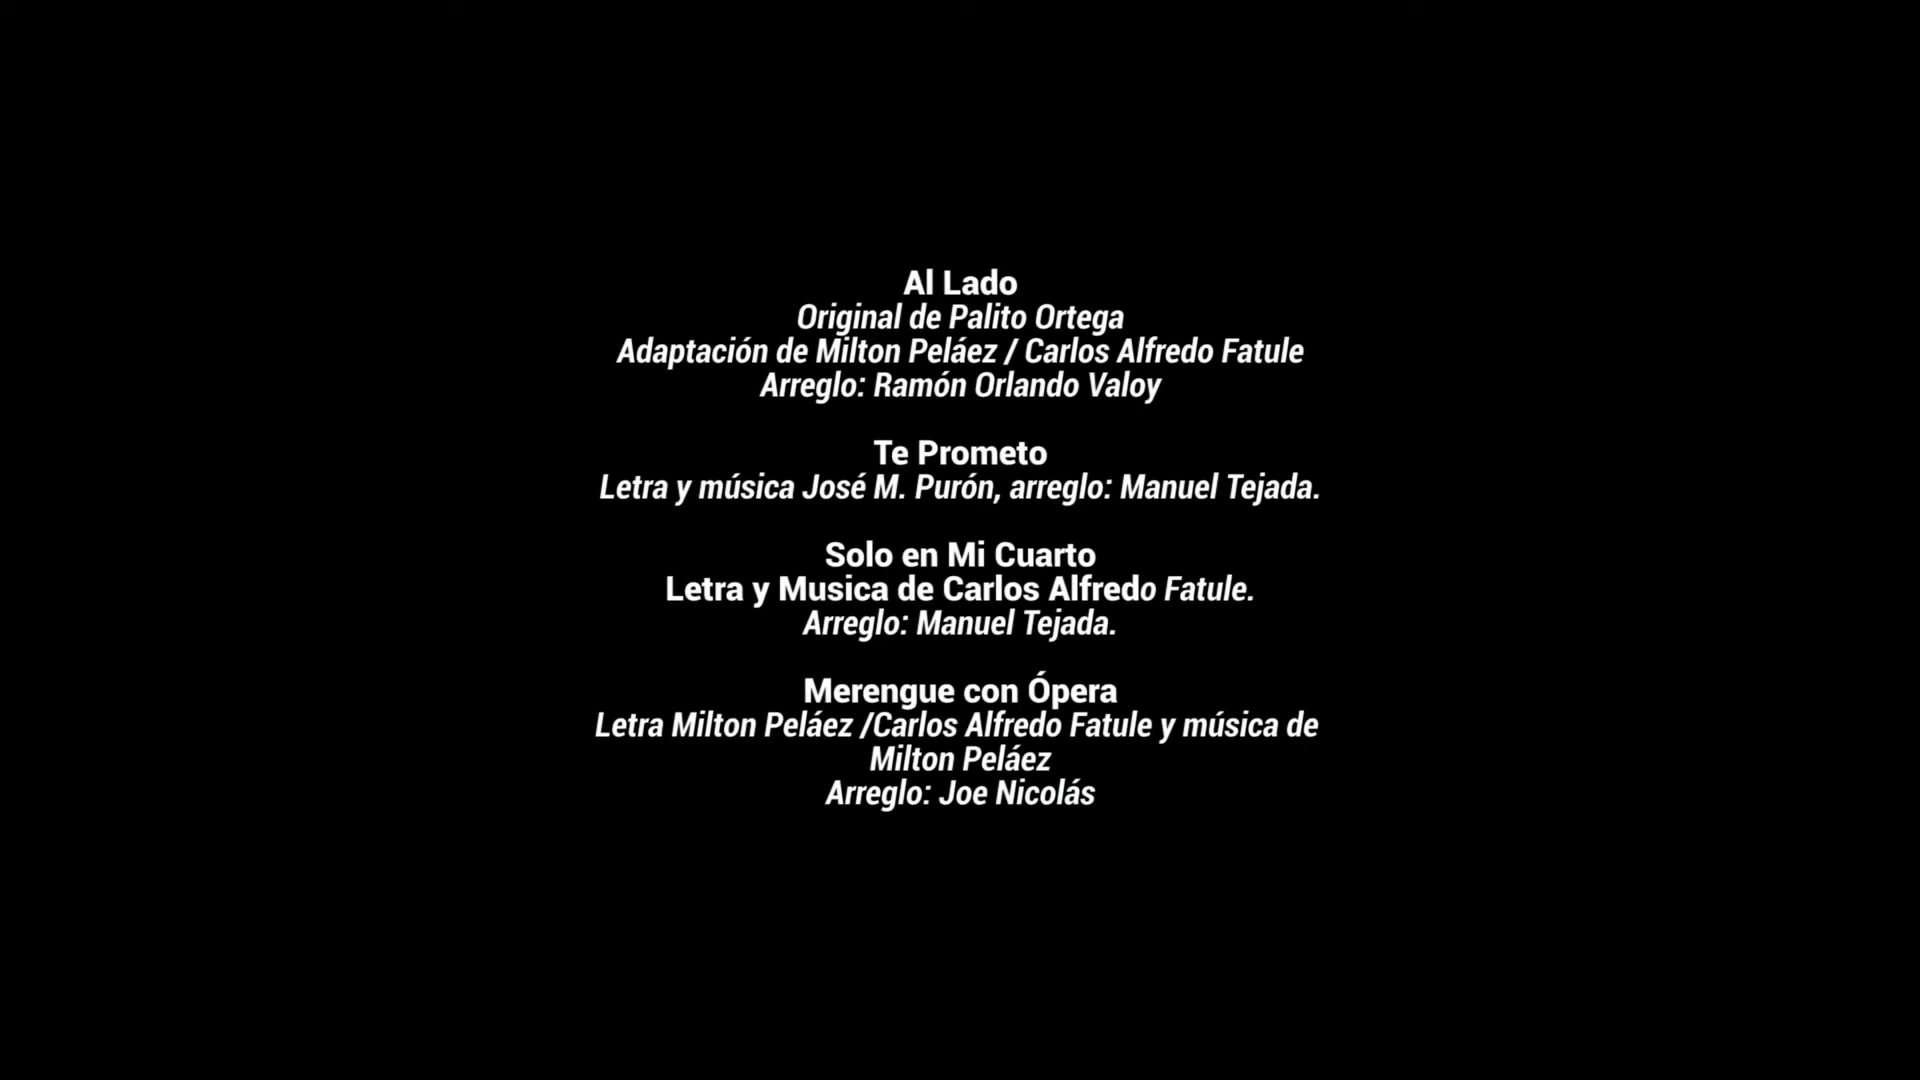 Al Lado
Original de Palito Ortega
Adaptación de Milton Peláez / Carlos Alfredo Fatule
Arreglo: Ramón Orlando Valoy
Te Prometo
Letra y música José M. Purón, arreglo: Manuel Tejada.
Solo en Mi Cuarto
Letra y Musica de Carlos Alfredo Fatule.
Arreglo: Manuel Tejada.
Merengue con Ópera
Letra Milton Peláez /Carlos Alfredo Fatule y música de
Milton Peláez
Arreglo: Joe Nicolás